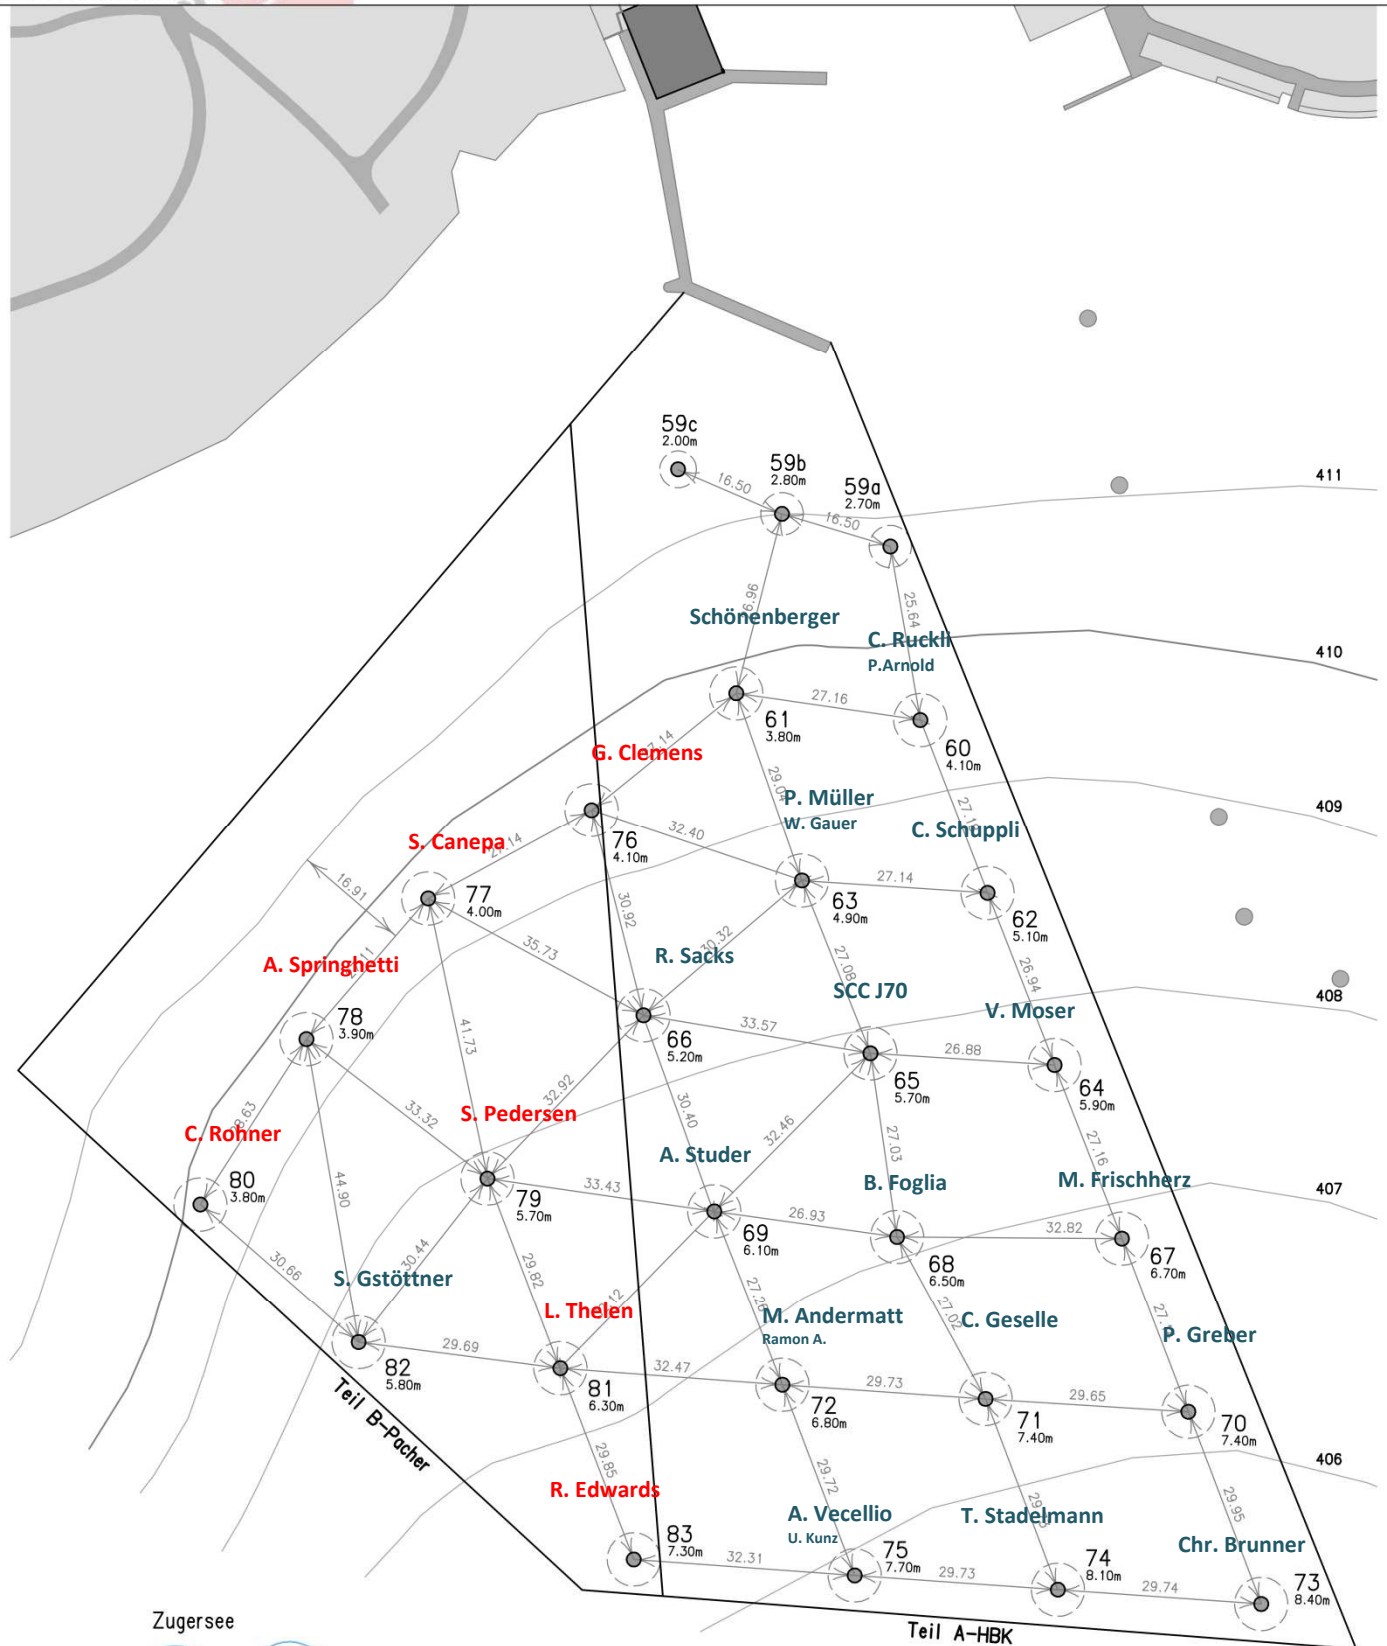 59c
2.00m
59b
2.80m
59a
2.70m
411
16.50
16.50
25.64
Schönenberger
C. Ruckli
P.Arnold
410
27.16
61
3.80m
60
4.10m
G. Clemens
29.04
P. Müller
W. Gauer
409
C. Schuppli
S. Canepa
32.40
76
4.10m
16.91
77
4.00m
30.92
27.14
63
4.90m
62
5.10m
35.73
30.32
R. Sacks
27.08
26.94
A. Springhetti
SCC J70
408
V. Moser
78
3.90m
41.73
66
5.20m
33.57
26.88
65
5.70m
64
5.90m
33.32
32.92
30.40
S. Pedersen
32.46
27.03
27.16
C. Rohner
A. Studer
B. Foglia
M. Frischherz
407
80
3.80m
44.90
79
5.70m
33.43
26.93
32.82
69
6.10m
68
6.50m
67
6.70m
30.66
30.44
29.82
S. Gstöttner
L. Thelen
M. Andermatt
Ramon A.
27.02
C. Geselle
P. Greber
29.69
32.47
29.73
29.65
82
5.80m
81
6.30m
72
6.80m
71
7.40m
70
7.40m
Teil B-Pacher
29.85
29.72
406
29.95
R. Edwards
A. Vecellio
U. Kunz
T. Stadelmann
Chr. Brunner
83
7.30m
32.31
75
7.70m
29.73
74
8.10m
29.74
73
8.40m
Zugersee
Teil A-HBK